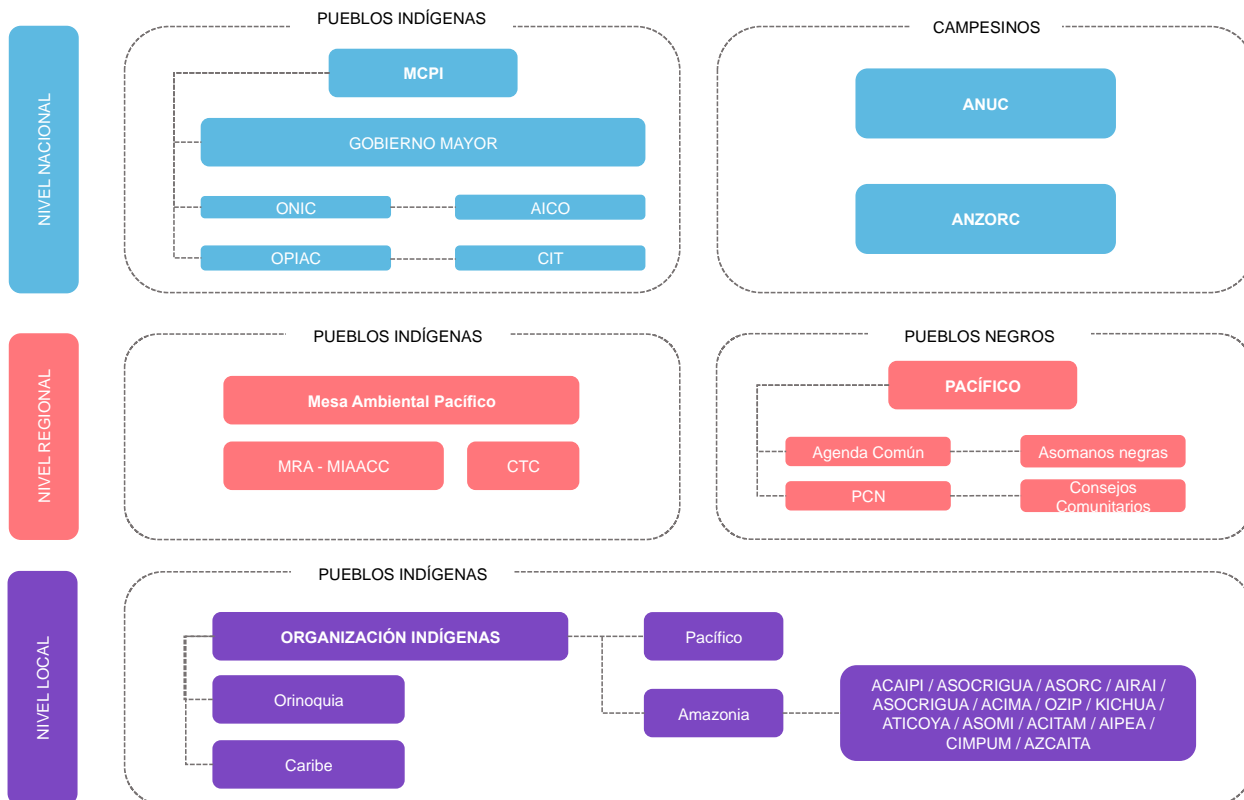 NIVEL NACIONAL
PUEBLOS INDÍGENAS
MCPI
GOBIERNO MAYOR
ONIC
AICO
OPIAC
CIT
CAMPESINOS
ANUC
ANZORC
NIVEL REGIONAL
PUEBLOS INDÍGENAS
Mesa Ambiental Pacífico
MRA - MIAACC
CTC
PUEBLOS NEGROS
PACÍFICO
Agenda Común
Asomanos negras
PCN
Consejos
Comunitarios
NIVEL LOCAL
PUEBLOS INDÍGENAS
ORGANIZACIÓN INDÍGENAS
Orinoquia
Caribe
Pacífico
Amazonia
ACAIPI / ASOCRIGUA / ASORC / AIRAI /
ASOCRIGUA / ACIMA / OZIP / KICHUA /
ATICOYA / ASOMI / ACITAM / AIPEA /
CIMPUM / AZCAITA